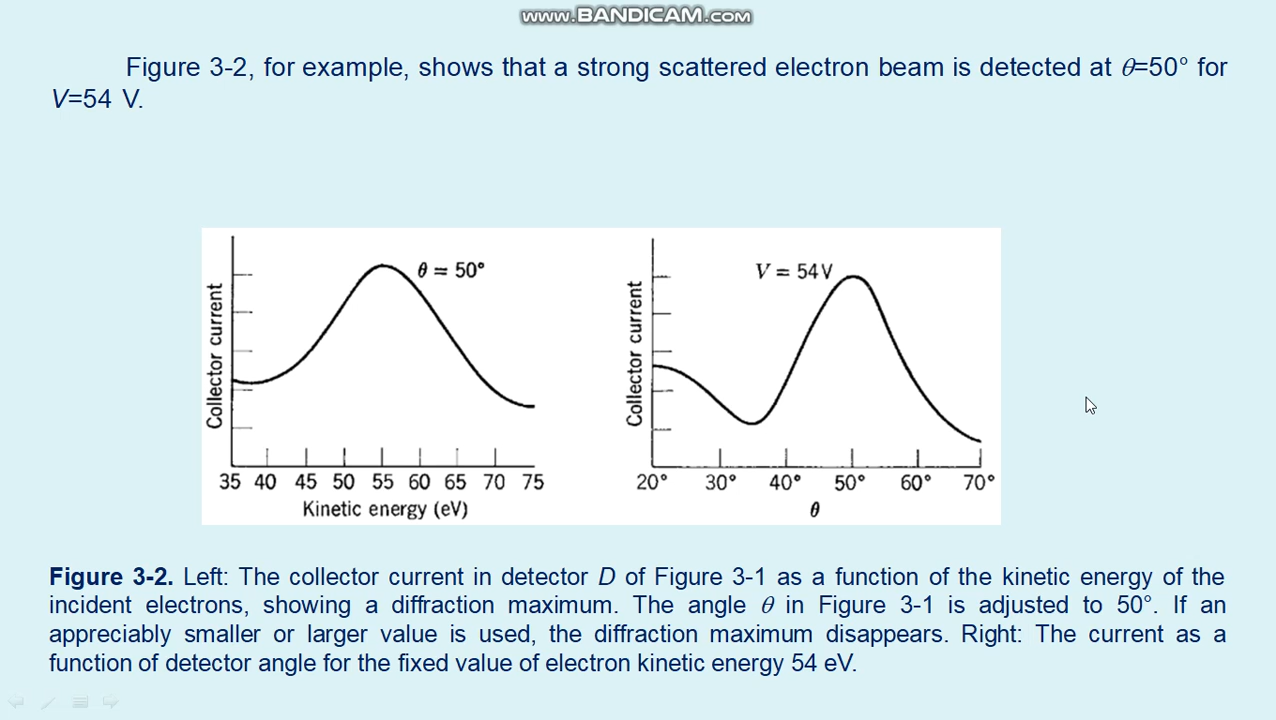 www.BANDICAM.com
Figure 3-2, for example, shows that a strong scattered electron beam is detected at θ=50° for
V=54 V.
θ = 50°
V = 54V
Collector current
Collector current
35 40 45 50 55 60 65 70 75
20° 30° 40° 50° 60° 70°
Kinetic energy (eV)
θ
Figure 3-2. Left: The collector current in detector D of Figure 3-1 as a function of the kinetic energy of the
incident electrons, showing a diffraction maximum. The angle θ in Figure 3-1 is adjusted to 50°. If an
appreciably smaller or larger value is used, the diffraction maximum disappears. Right: The current as a
function of detector angle for the fixed value of electron kinetic energy 54 eV.